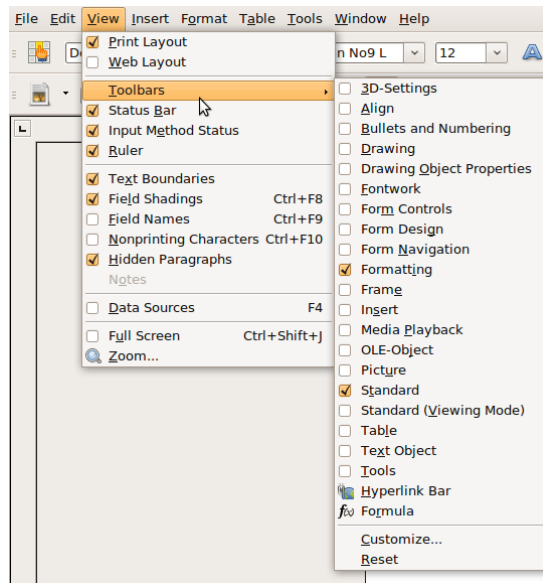 File Edit View Insert Format Table Tools Window Help
Print Layout
Web Layout
n No9 L
12
Toolbars
Status Bar
Input Method Status
Ruler
Text Boundaries
Field Shadings Ctrl+F8
Field Names Ctrl+F9
Nonprinting Characters Ctrl+F10
Hidden Paragraphs
Notes
Data Sources F4
Full Screen Ctrl+Shift+J
Zoom...
3D-Settings
Align
Bullets and Numbering
Drawing
Drawing Object Properties
Fontwork
Form Controls
Form Design
Form Navigation
Formatting
Frame
Insert
Media Playback
OLE-Object
Picture
Standard
Standard (Viewing Mode)
Table
Text Object
Tools
Hyperlink Bar
Formula
Customize...
Reset